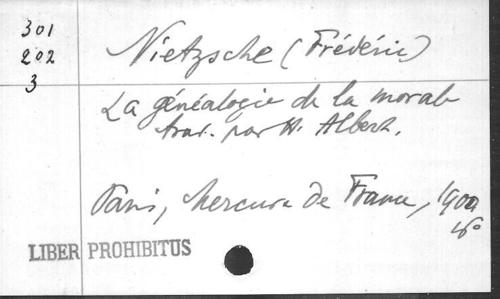 301
202
3
Nietzsche (Frédéric)
La généalogie de la morale
trad. par H. Albert.
Paris, Mercure de France, 1900
16°
LIBER PROHIBITUS